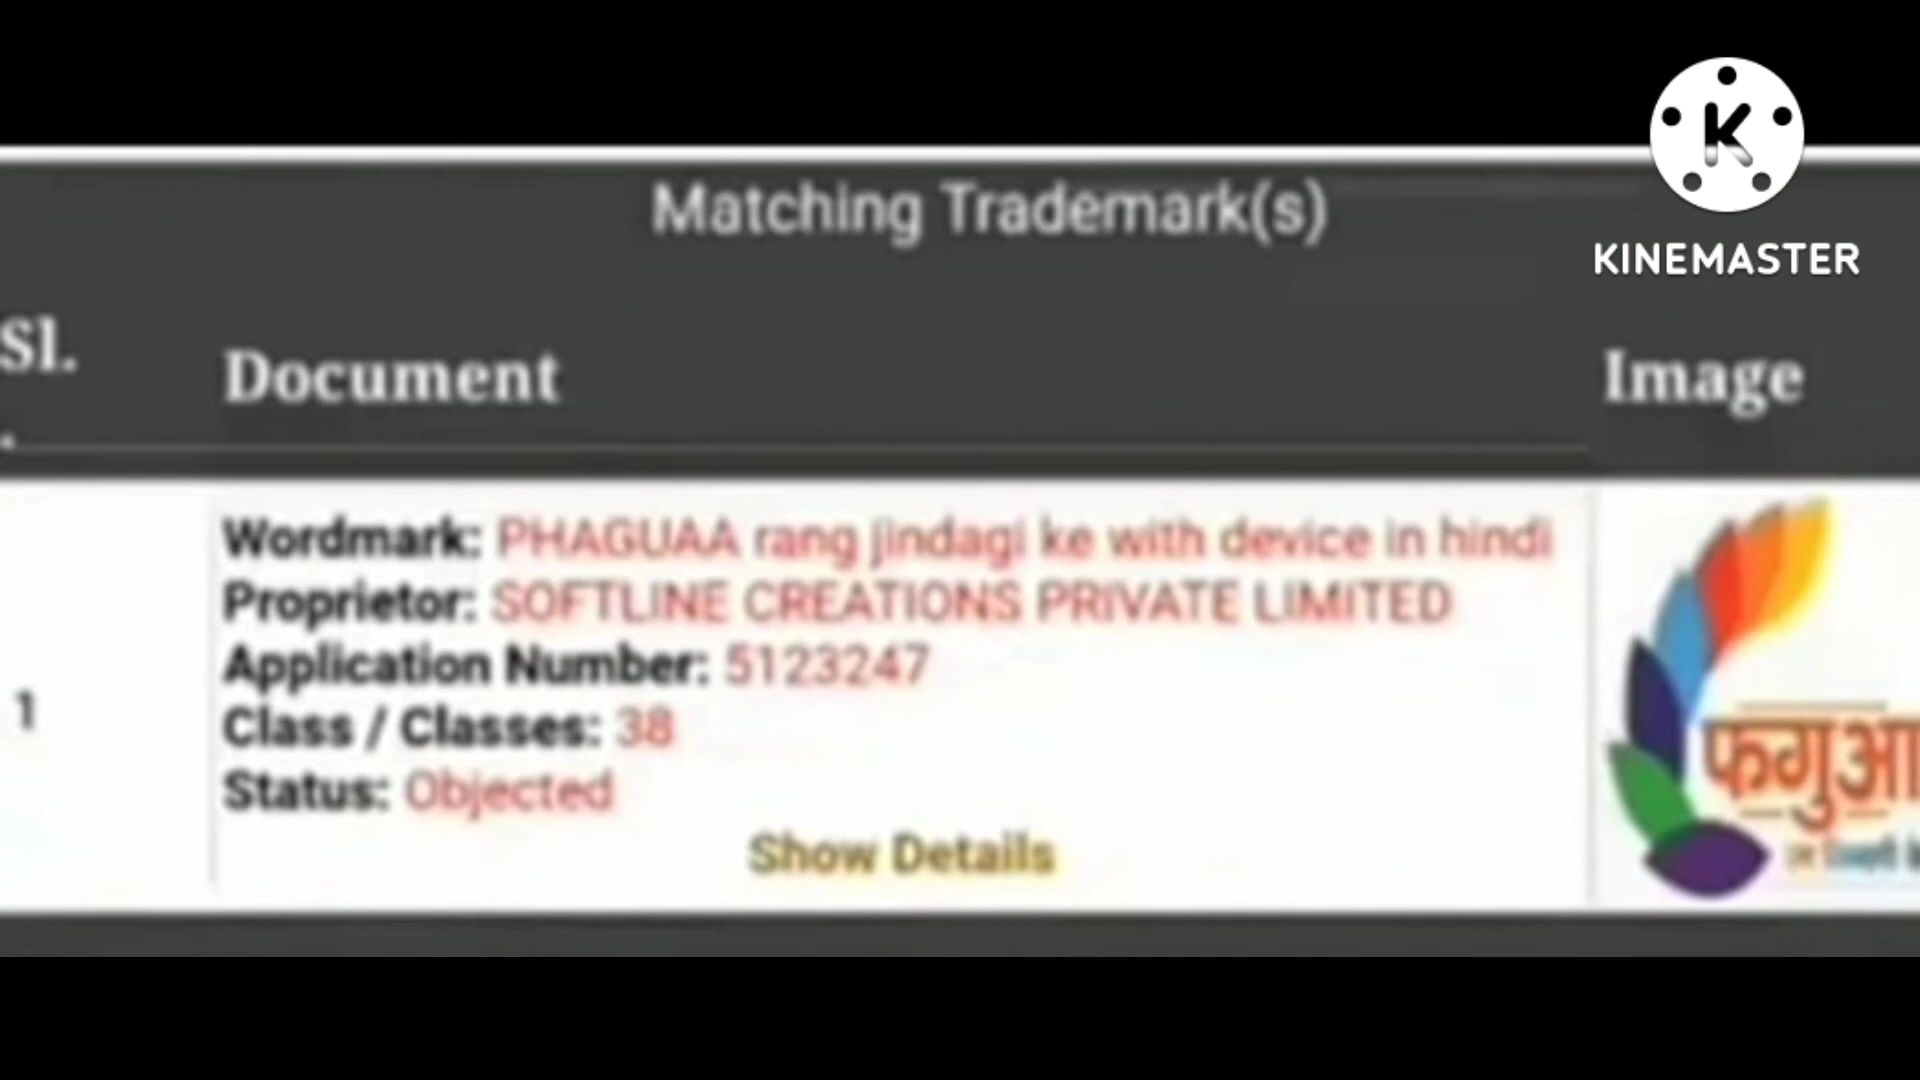 KINEMASTER
Matching Trademark(s)
Sl.
.
Document
Image
1
Wordmark: PHAGUAA rang jindagi ke with device in hindi
Proprietor: SOFTLINE CREATIONS PRIVATE LIMITED
Application Number: 5123247
Class / Classes: 38
Status: Objected
Show Details
फगुआ